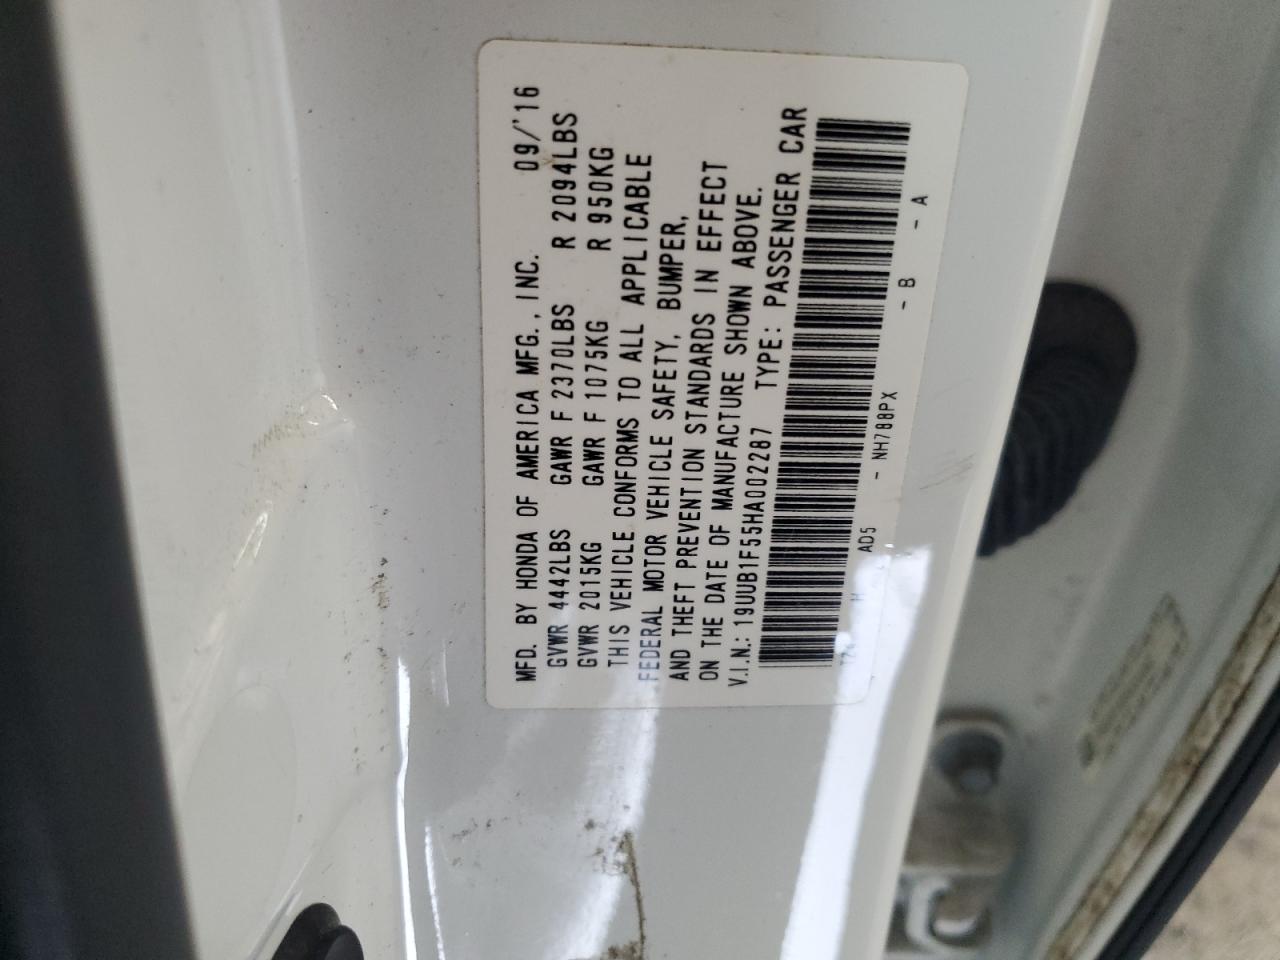 MFD. BY HONDA OF AMERICA MFG., INC. 09/'16
GVWR 4442LBS GAWR F 2370LBS R 2094LBS
GVWR 2015KG GAWR F 1075KG R 950KG
THIS VEHICLE CONFORMS TO ALL APPLICABLE
FEDERAL MOTOR VEHICLE SAFETY, BUMPER,
AND THEFT PREVENTION STANDARDS IN EFFECT
ON THE DATE OF MANUFACTURE SHOWN ABOVE.
V.I.N.: 19UUB1F55HA002287 TYPE: PASSENGER CAR
AD5 - NH788PX - B - A